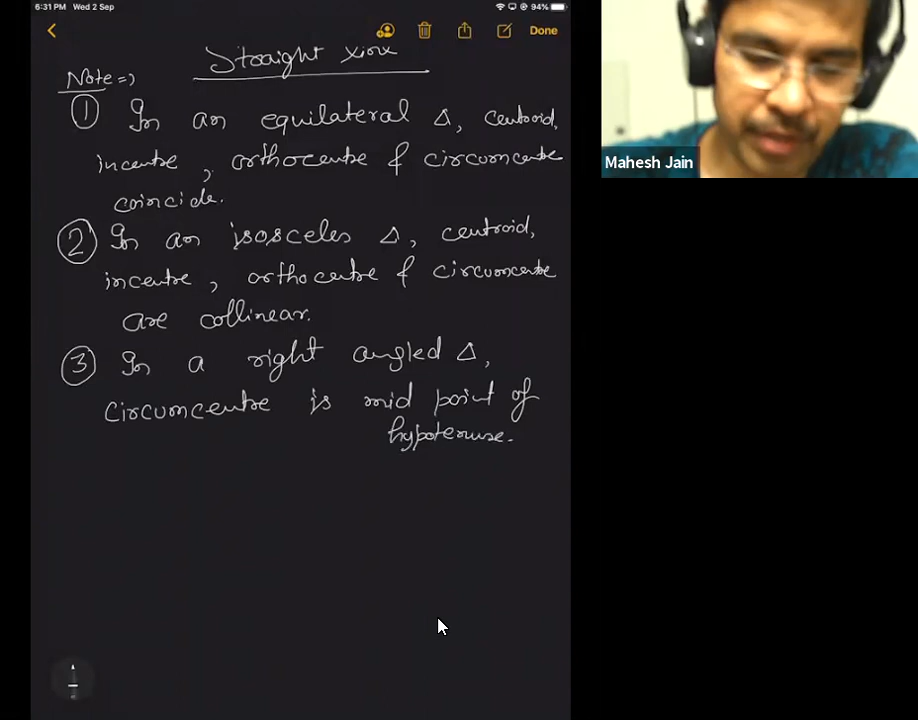 6:31 PM Wed 2 Sep
94%
Done
Straight
Note =>
① In an equilateral Δ, centroid,
incentre, orthocentre & circumcentre
coincide.
② In an isosceles Δ, centroid,
incentre, orthocentre & circumcentre
are collinear.
③ In a right angled Δ,
circumcentre is mid point of
hypotenuse.
Mahesh Jain